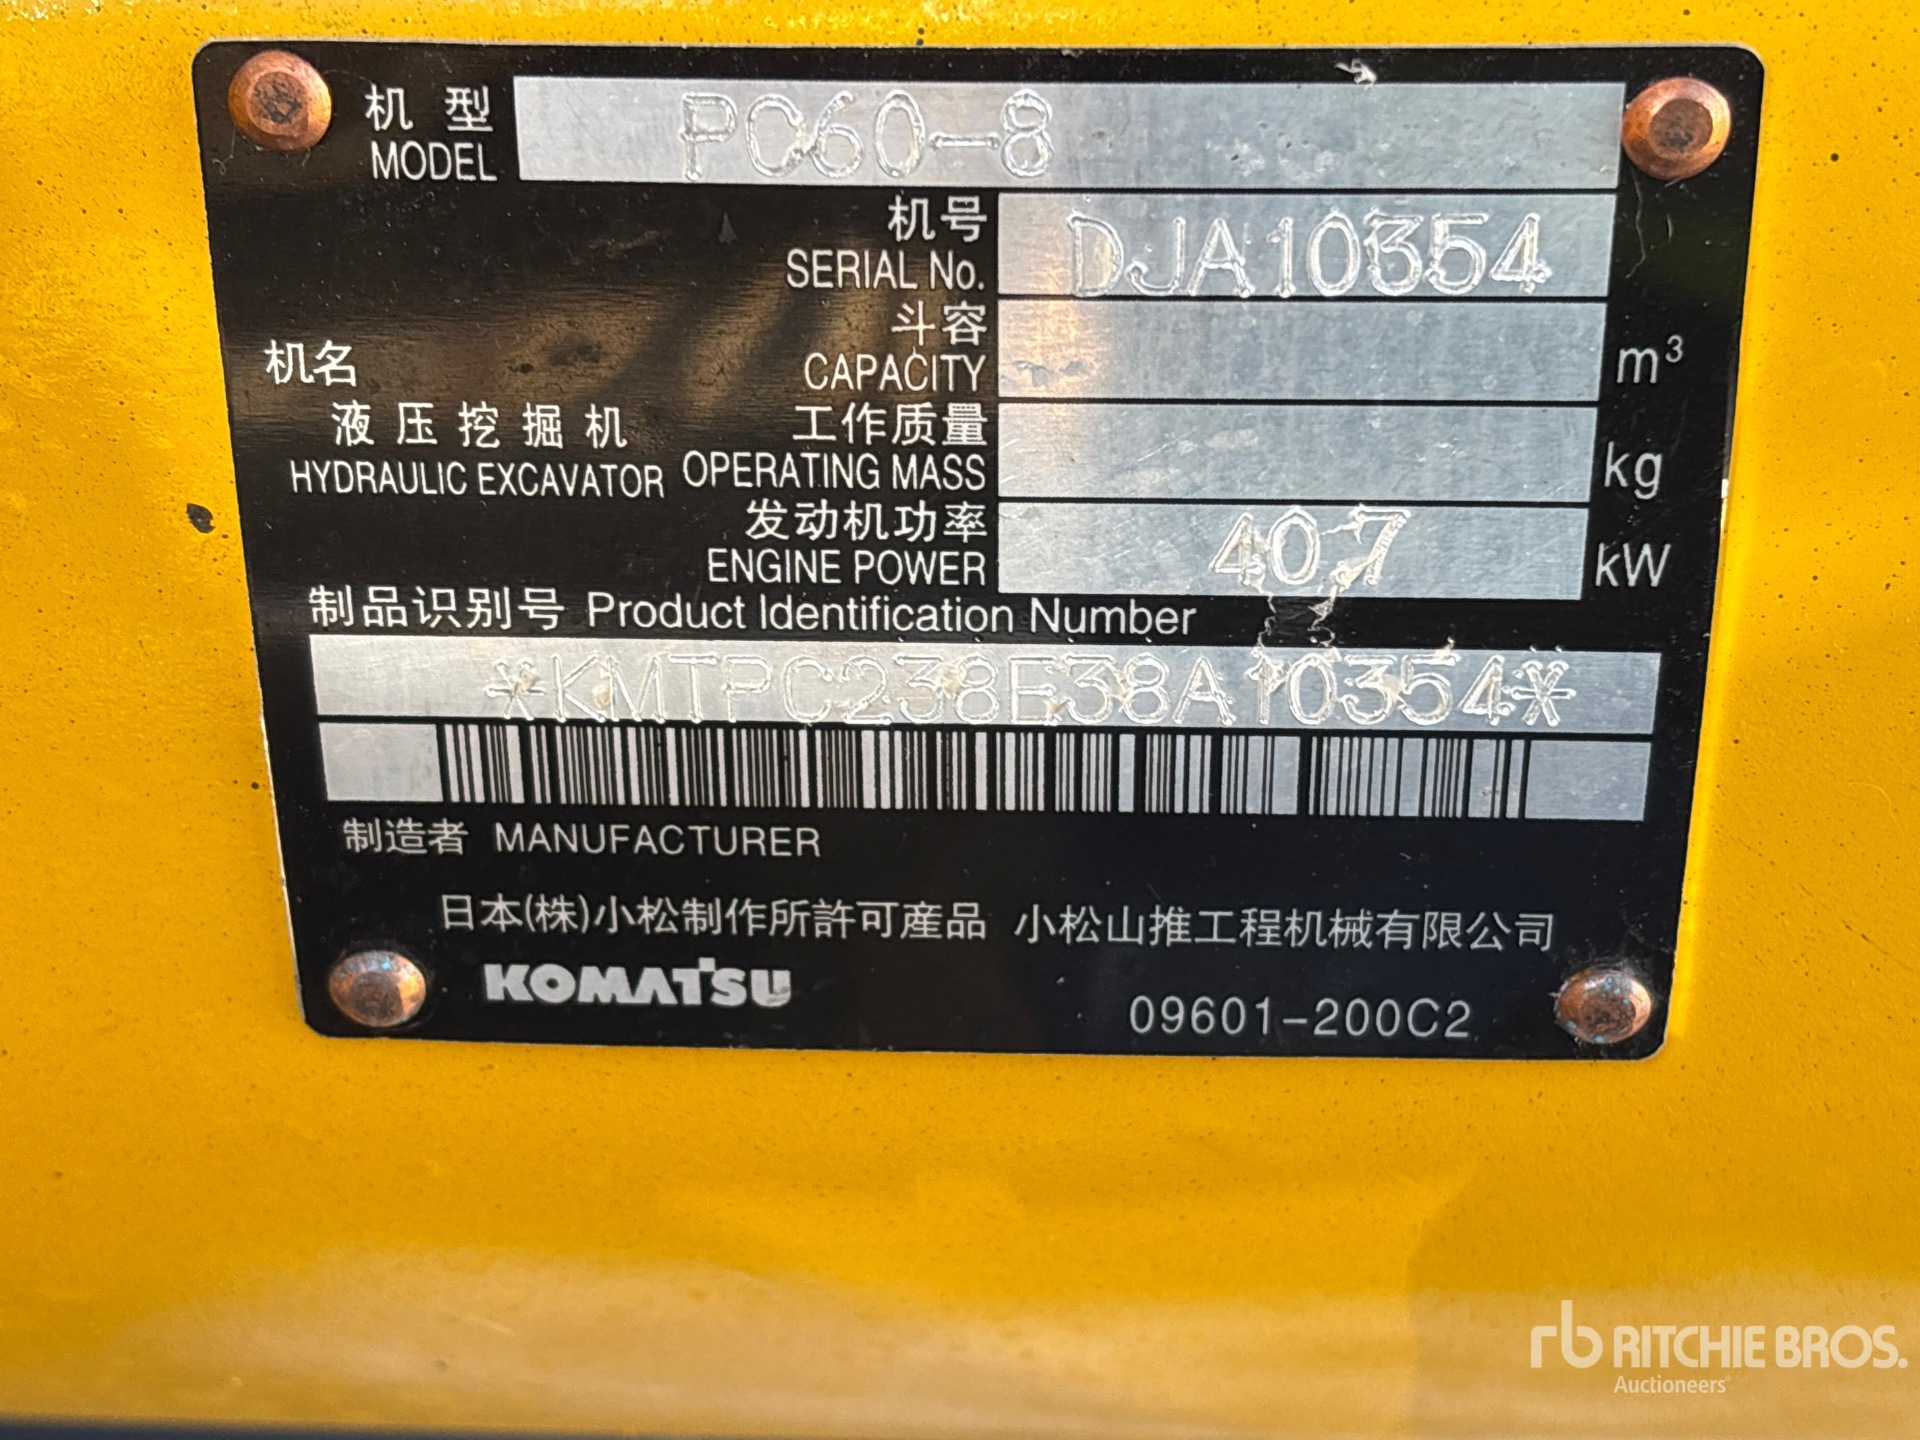 机 型 PC60-8
MODEL
机号 DJA10354
SERIAL No.
斗容
CAPACITY m³
机名
液压挖掘机
HYDRAULIC EXCAVATOR
工作质量
OPERATING MASS kg
发动机功率 40.7
ENGINE POWER kW
制品识别号 Product Identification Number
*KMTPC238E38A10354*
制造者 MANUFACTURER
日本(株)小松制作所許可産品 小松山推工程机械有限公司
KOMATSU
09601-200C2
rb RITCHIE BROS.
Auctioneers